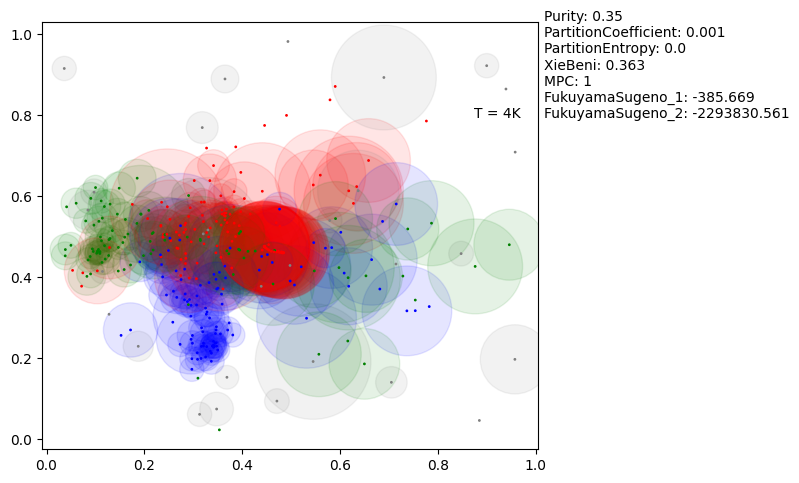 Purity: 0.35
PartitionCoefficient: 0.001
PartitionEntropy: 0.0
XieBeni: 0.363
MPC: 1
FukuyamaSugeno_1: -385.669
FukuyamaSugeno_2: -2293830.561
T = 4K
1.0
0.8
0.6
0.4
0.2
0.0
0.0 0.2 0.4 0.6 0.8 1.0